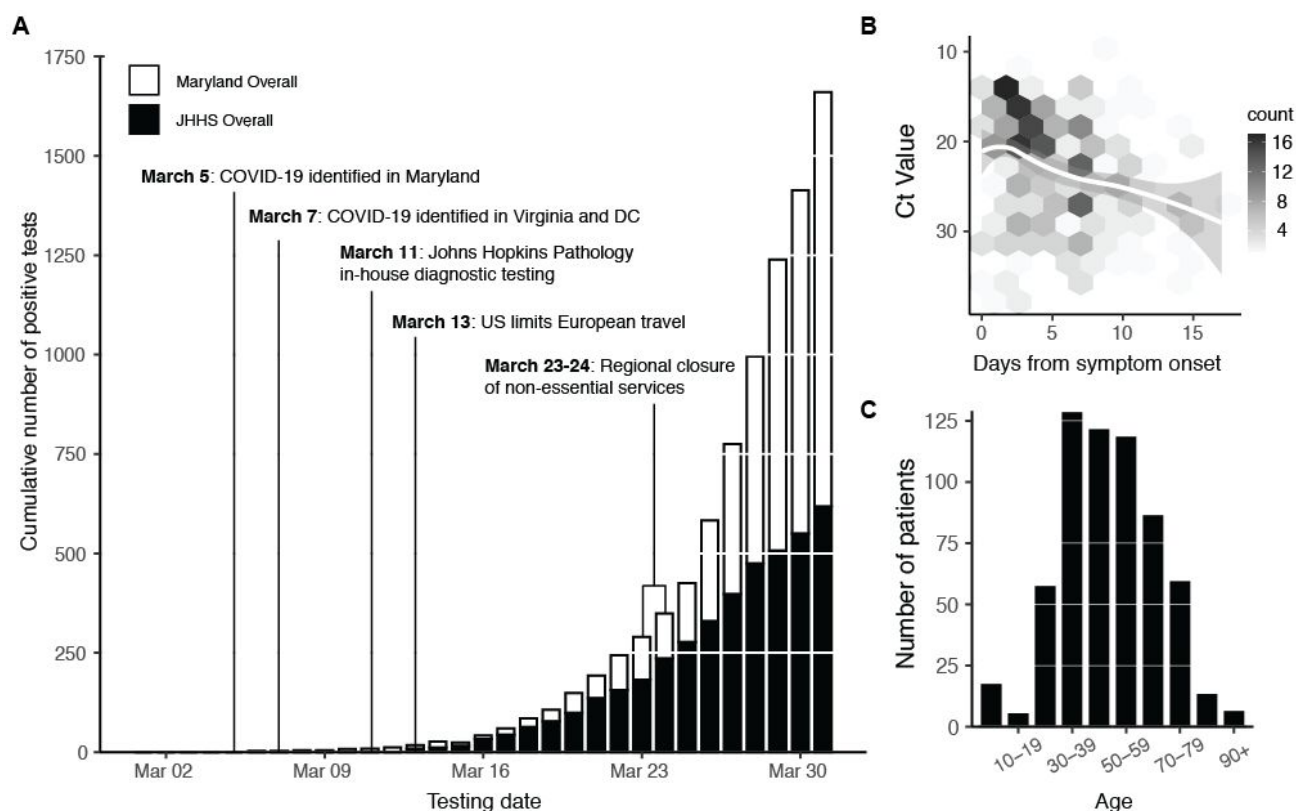 A
1750
1500
1250
1000
750
500
250
0
Cumulative number of positive tests
Maryland Overall
JHHS Overall
March 5: COVID-19 identified in Maryland
March 7: COVID-19 identified in Virginia and DC
March 11: Johns Hopkins Pathology
in-house diagnostic testing
March 13: US limits European travel
March 23-24: Regional closure
of non-essential services
Mar 02 Mar 09 Mar 16 Mar 23 Mar 30
Testing date
B
10
20
30
Ct Value
0 5 10 15
Days from symptom onset
count
16
12
8
4
C
125
100
75
50
25
0
Number of patients
10–19 30–39 50–59 70–79 90+
Age